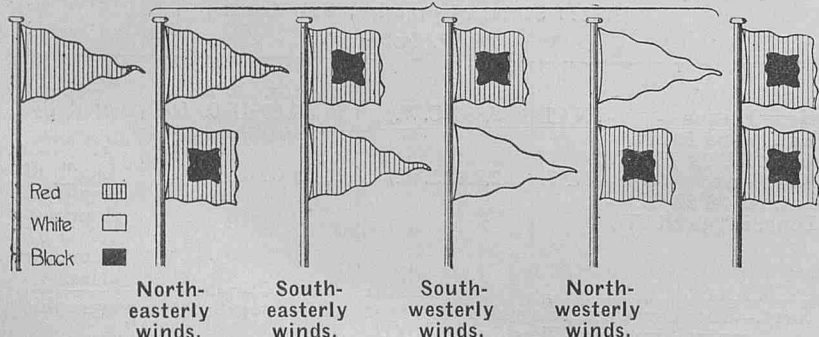 Red
White
Black
North-
easterly
winds.
South-
easterly
winds.
South-
westerly
winds.
North-
westerly
winds.